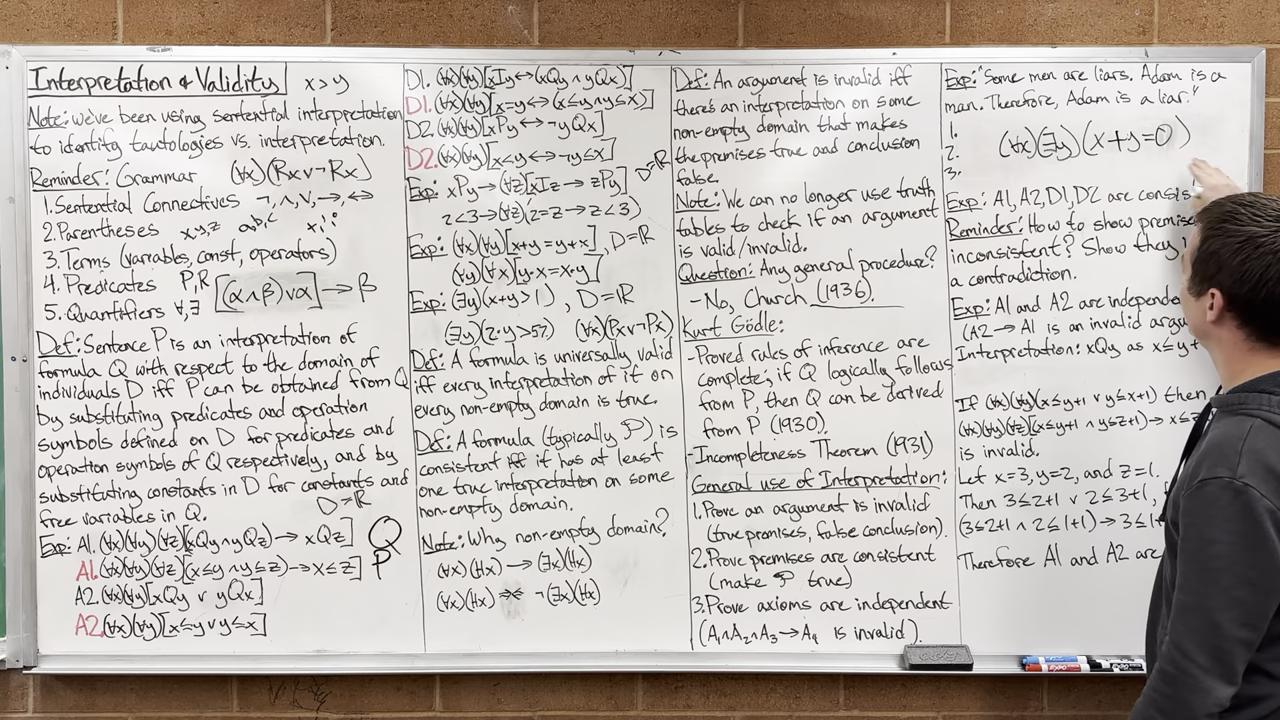 Interpretation & Validity x>y
Note: we've been using sentential interpretation
to identify tautologies vs. interpretation.
Reminder: Grammar (∀x)(Rx∨¬Rx)
1. Sentential Connectives ¬, ∧, ∨, →, ↔
2. Parentheses x,y,z a,b,c
3. Terms (variables, const, operators)
4. Predicates P,R [(α∧β)∨α]→β
5. Quantifiers ∀,∃
Def: Sentence P is an interpretation of
formula Q with respect to the domain of
individuals D iff P can be obtained from Q
by substituting predicates and operation
symbols defined on D for predicates and
operation symbols of Q respectively, and by
substituting constants in D for constants and
free variables in Q. D=ℝ
Exp: A1. (∀x)(∀y)(∀z)[xQy∧yQz)→xQz] Q
A1. (∀x)(∀y)(∀z)[(x≤y∧y≤z)→x≤z] P
A2. (∀x)(∀y)[xQy ∨ yQx]
A2. (∀x)(∀y)[x≤y∨y≤x]
D1. (∀x)(∀y)[xIy↔(xQy∧yQx)]
D1. (∀x)(∀y)[x=y↔(x≤y∧y≤x)]
D2. (∀x)(∀y)[xPy↔¬yQx]
D2. (∀x)(∀y)[x<y↔¬y≤x]
Exp: xPy→(∀z)[xIz→zPy] D=ℝ
2<3→(∀z)(2=z→z<3)
Exp: (∀x)(∀y)[x+y=y+x], D=ℝ
(∀y)(∀x)[y·x=x·y]
Exp: (∃y)(x+y>1), D=ℝ
(∃y)(2·y>57) (∀x)(Px∨¬Px)
Def: A formula is universally valid
iff every interpretation of it on
every non-empty domain is true.
Def: A formula (typically P) is
consistent iff it has at least
one true interpretation on some
non-empty domain.
Note: Why non-empty domain?
(∀x)(Hx)→(∃x)(Hx)
(∀x)(Hx) ¬(∃x)(Hx)
Def: An argument is invalid iff
there's an interpretation on some
non-empty domain that makes
the premises true and conclusion
false.
Note: We can no longer use truth
tables to check if an argument
is valid/invalid.
Question: Any general procedure?
-No, Church (1936).
Kurt Gödle:
-Proved rules of inference are
complete; if Q logically follows
from P, then Q can be derived
from P (1930).
-Incompleteness Theorem (1931)
General use of Interpretation:
1. Prove an argument is invalid
(true premises, false conclusion).
2. Prove premises are consistent
(make P true)
3. Prove axioms are independent
(A₁∧A₂∧A₃→A₄ is invalid).
Exp: "Some men are liars. Adam is a
man. Therefore, Adam is a liar."
1.
2. (∀x)(∃y)(x+y=0)
3.
Exp: A1, A2, D1, D2 are consis
Reminder: How to show premise
inconsistent? Show they
a contradiction.
Exp: A1 and A2 are independe
(A2→A1 is an invalid argu
Interpretation: xQy as x≤y+
If (∀x)(∀y)(x≤y+1 ∨ y≤x+1) then
(∀x)(∀y)(∀z)[(x≤y+1 ∧ y≤z+1)→x≤z
is invalid.
Let x=3, y=2, and z=1.
Then 3≤2+1 ∨ 2≤3+1,
(3≤2+1 ∧ 2≤1+1)→3≤1
Therefore A1 and A2 are